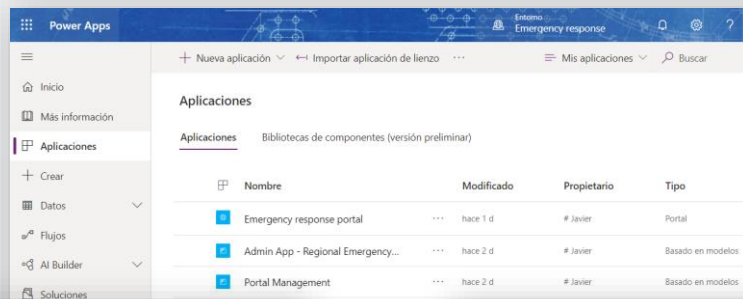 Power Apps
Entorno
Emergency response
?
+ Nueva aplicación
Importar aplicación de lienzo
...
Mis aplicaciones
Buscar
Inicio
Más información
Aplicaciones
Crear
Datos
Flujos
AI Builder
Soluciones
Aplicaciones
Aplicaciones Bibliotecas de componentes (versión preliminar)
Nombre Modificado Propietario Tipo
Emergency response portal ... hace 1 d # Javier Portal
Admin App - Regional Emergency... ... hace 2 d # Javier Basado en modelos
Portal Management ... hace 2 d # Javier Basado en modelos